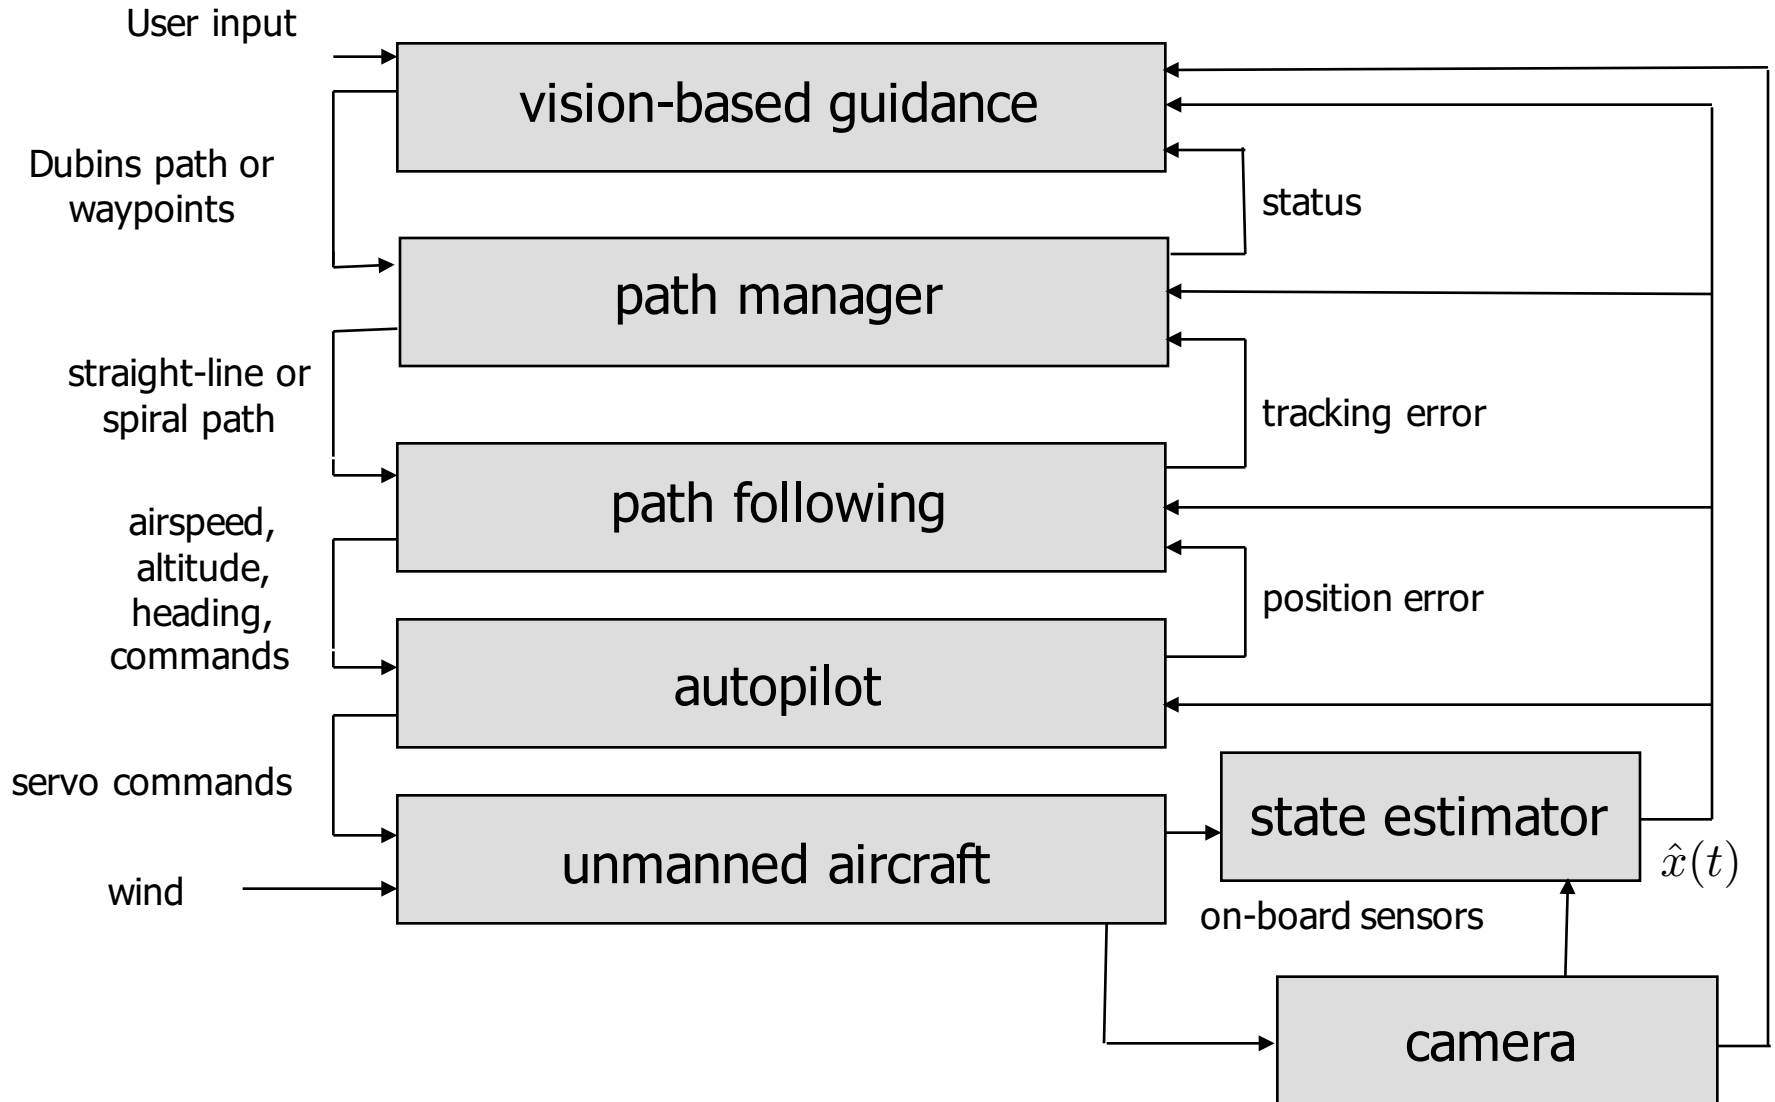 User input
vision-based guidance
Dubins path or
waypoints
status
path manager
straight-line or
spiral path
tracking error
path following
airspeed,
altitude,
heading,
commands
position error
autopilot
servo commands
state estimator
unmanned aircraft
x̂(t)
wind
on-board sensors
camera